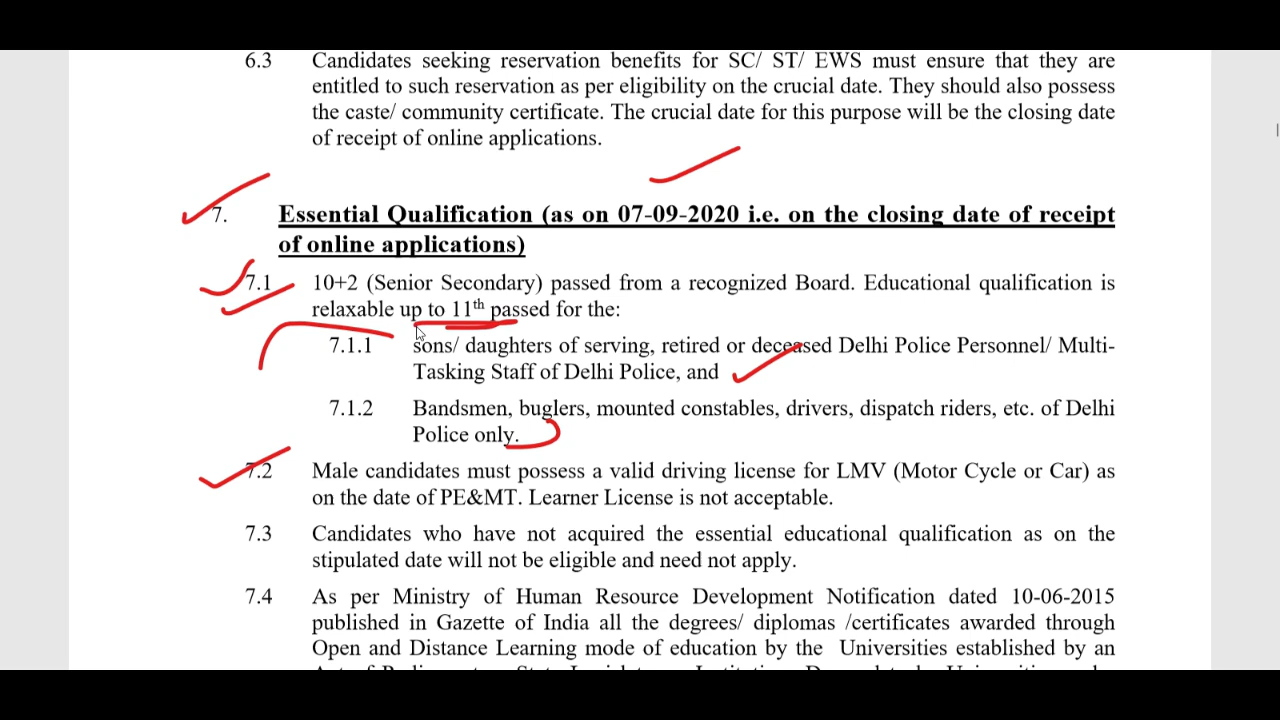 6.3 Candidates seeking reservation benefits for SC/ ST/ EWS must ensure that they are
entitled to such reservation as per eligibility on the crucial date. They should also possess
the caste/ community certificate. The crucial date for this purpose will be the closing date
of receipt of online applications.
7. Essential Qualification (as on 07-09-2020 i.e. on the closing date of receipt
of online applications)
7.1 10+2 (Senior Secondary) passed from a recognized Board. Educational qualification is
relaxable up to 11th passed for the:
7.1.1 sons/ daughters of serving, retired or deceased Delhi Police Personnel/ Multi-
Tasking Staff of Delhi Police, and
7.1.2 Bandsmen, buglers, mounted constables, drivers, dispatch riders, etc. of Delhi
Police only.
7.2 Male candidates must possess a valid driving license for LMV (Motor Cycle or Car) as
on the date of PE&MT. Learner License is not acceptable.
7.3 Candidates who have not acquired the essential educational qualification as on the
stipulated date will not be eligible and need not apply.
7.4 As per Ministry of Human Resource Development Notification dated 10-06-2015
published in Gazette of India all the degrees/ diplomas /certificates awarded through
Open and Distance Learning mode of education by the Universities established by an